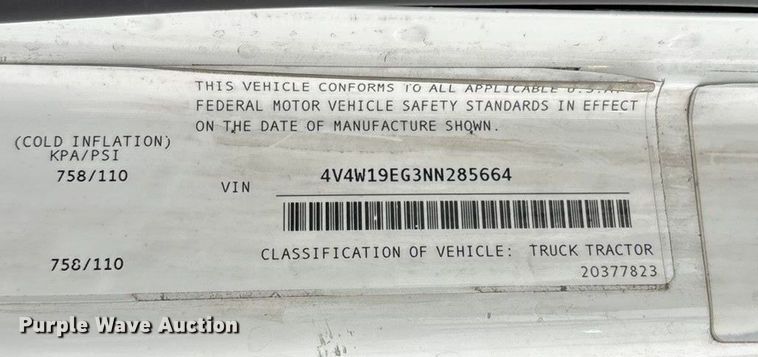 THIS VEHICLE CONFORMS TO ALL APPLICABLE U.S.A.
FEDERAL MOTOR VEHICLE SAFETY STANDARDS IN EFFECT
ON THE DATE OF MANUFACTURE SHOWN.
(COLD INFLATION)
KPA/PSI
758/110
VIN 4V4W19EG3NN285664
758/110
CLASSIFICATION OF VEHICLE: TRUCK TRACTOR
20377823
Purple Wave Auction